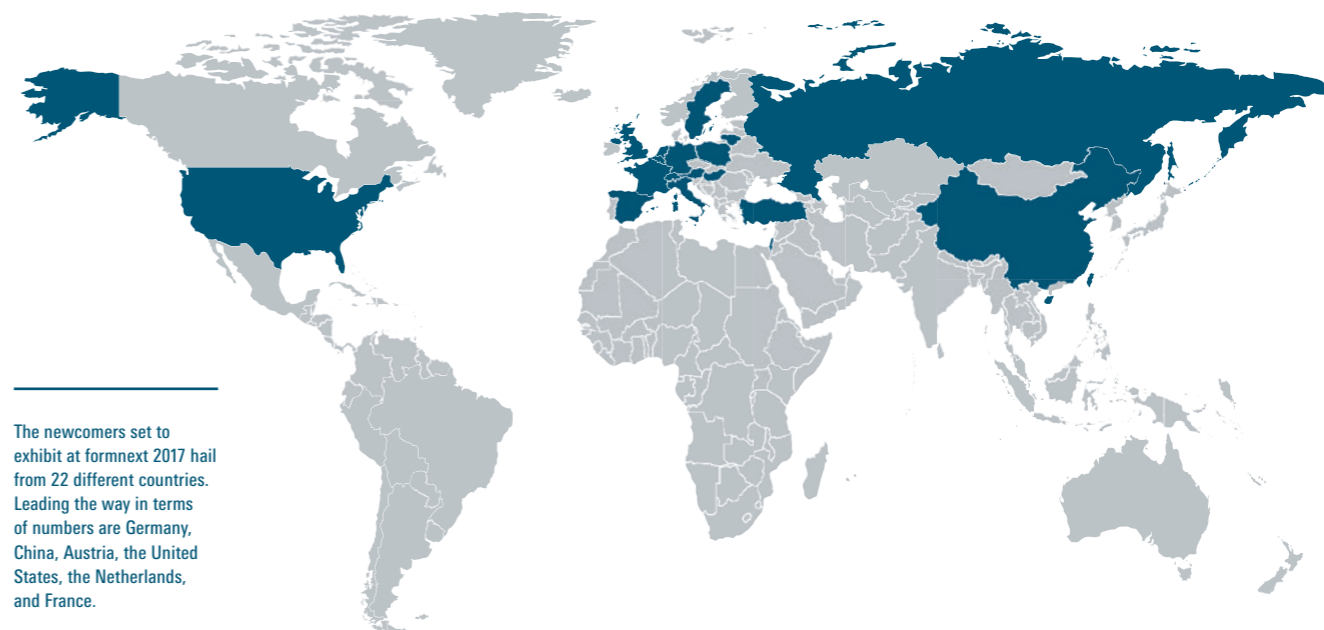 The newcomers set to
exhibit at formnext 2017 hail
from 22 different countries.
Leading the way in terms
of numbers are Germany,
China, Austria, the United
States, the Netherlands,
and France.